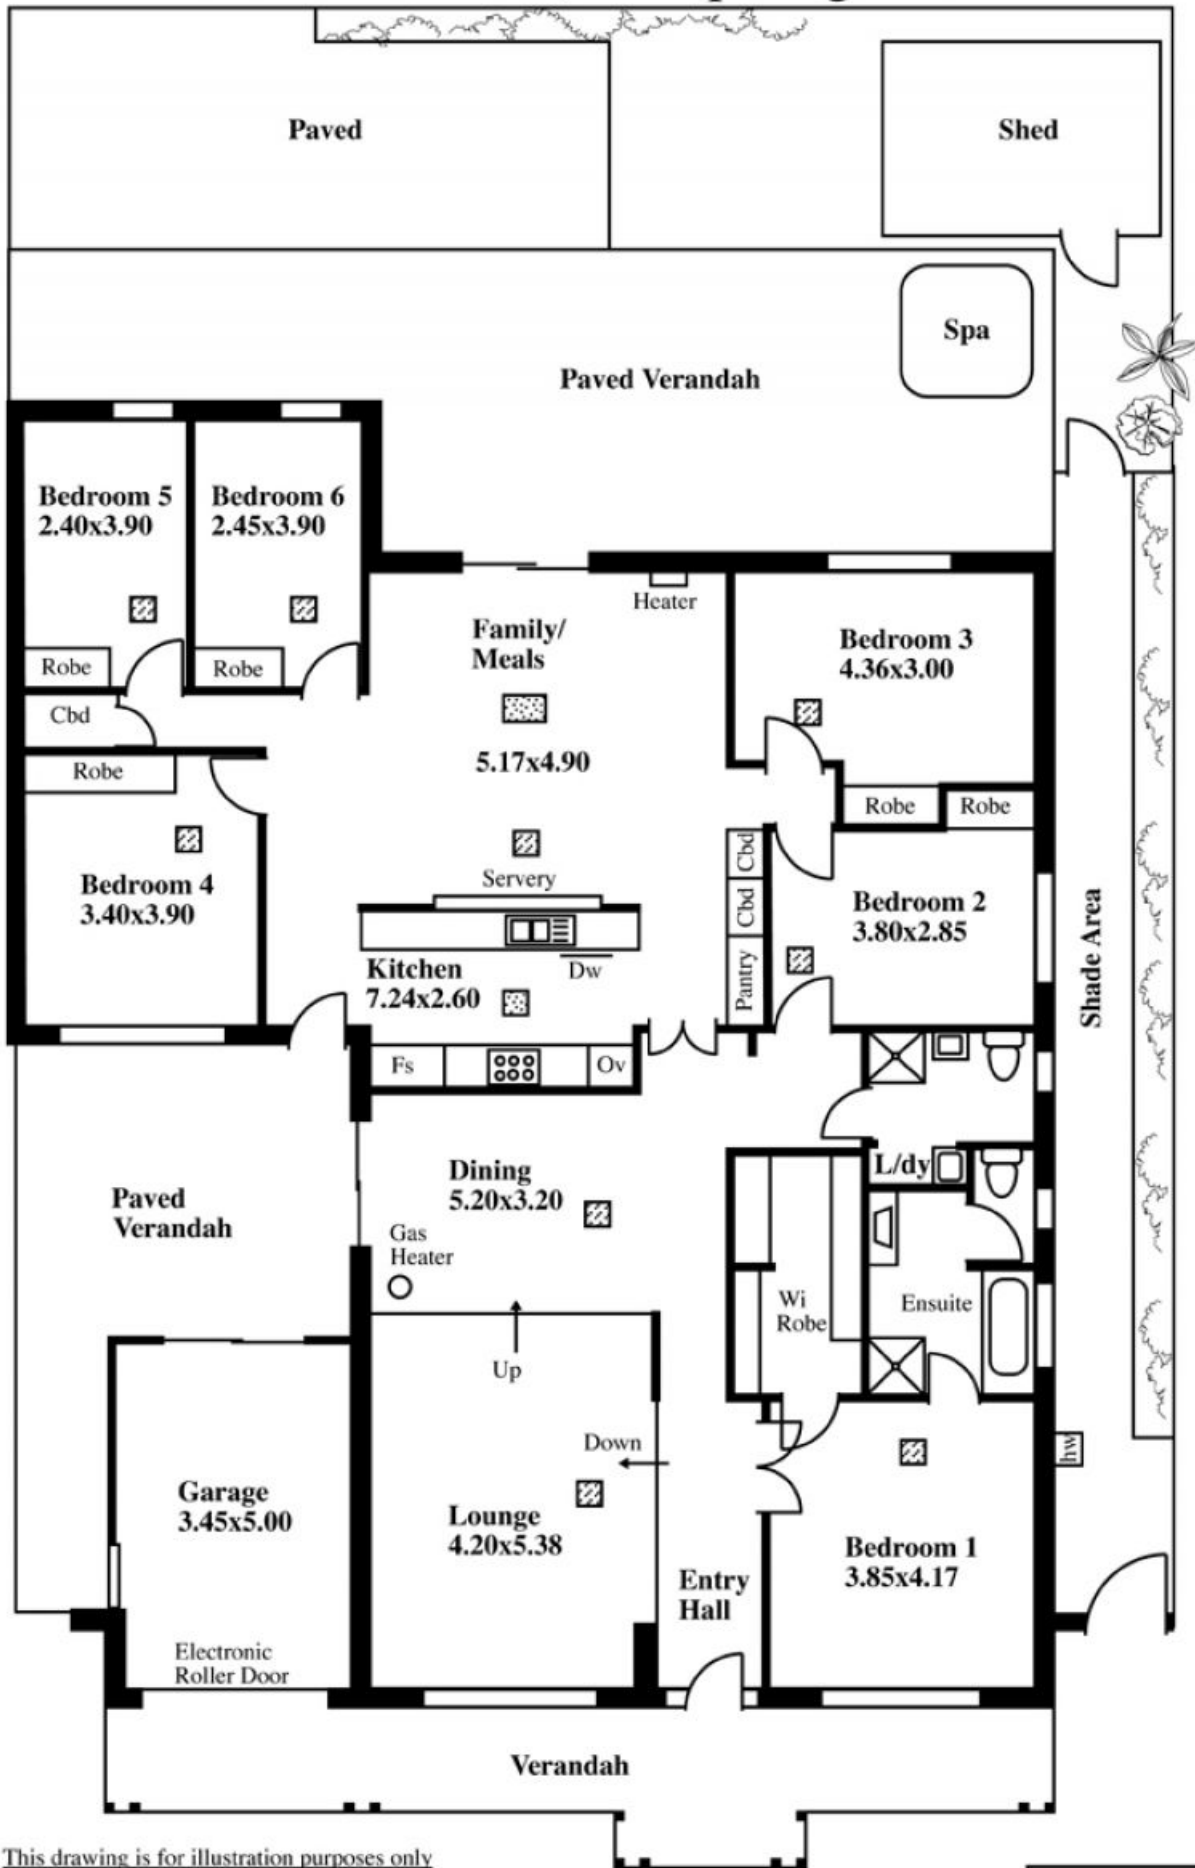 Paved
Shed
Spa
Paved Verandah
Bedroom 5
2.40x3.90
Bedroom 6
2.45x3.90
Heater
Family/
Meals
Bedroom 3
4.36x3.00
Robe
Robe
Cbd
5.17x4.90
Robe
Robe
Robe
Cbd
Servery
Bedroom 4
3.40x3.90
Cbd
Bedroom 2
3.80x2.85
Shade Area
Kitchen
7.24x2.60
Dw
Pantry
Fs
Ov
L/dy
Dining
5.20x3.20
Paved
Verandah
Gas
Heater
Wi
Robe
Ensuite
Up
Down
hw
Garage
3.45x5.00
Lounge
4.20x5.38
Bedroom 1
3.85x4.17
Entry
Hall
Electronic
Roller Door
Verandah
This drawing is for illustration purposes only